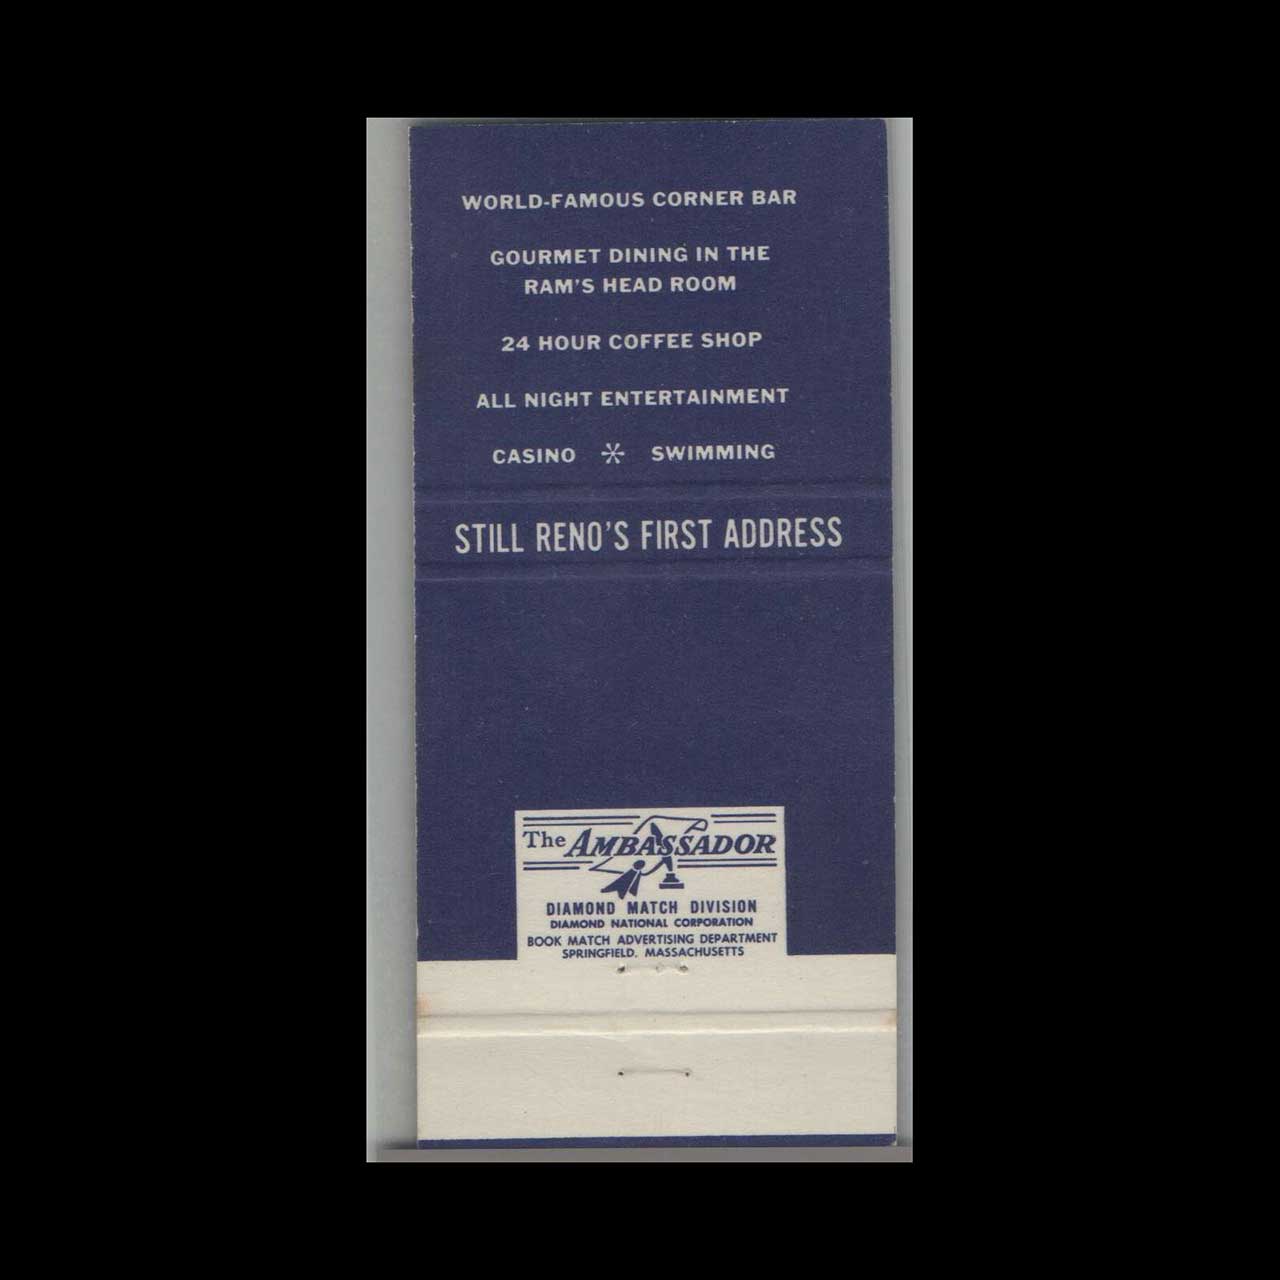 WORLD-FAMOUS CORNER BAR
GOURMET DINING IN THE
RAM'S HEAD ROOM
24 HOUR COFFEE SHOP
ALL NIGHT ENTERTAINMENT
CASINO * SWIMMING
STILL RENO'S FIRST ADDRESS
The AMBASSADOR
DIAMOND MATCH DIVISION
DIAMOND NATIONAL CORPORATION
BOOK MATCH ADVERTISING DEPARTMENT
SPRINGFIELD, MASSACHUSETTS